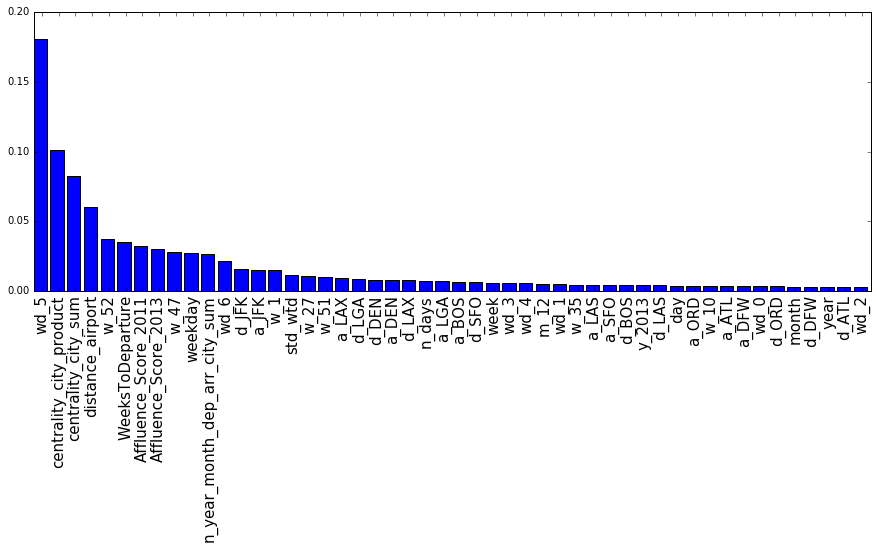 0.20
0.15
0.10
0.05
0.00
wd_5
centrality_city_product
centrality_city_sum
distance_airport
w_52
WeeksToDeparture
Affluence_Score_2011
Affluence_Score_2013
w_47
weekday
n_year_month_dep_arr_city_sum
wd_6
d_JFK
a_JFK
w_1
std_wtd
w_27
w_51
a_LAX
d_LGA
d_DEN
a_DEN
d_LAX
n_days
a_LGA
a_BOS
d_SFO
week
wd_3
wd_4
m_12
wd_1
w_35
a_LAS
a_SFO
d_BOS
y_2013
d_LAS
day
a_ORD
w_10
a_ATL
a_DFW
wd_0
d_ORD
month
d_DFW
year
d_ATL
wd_2